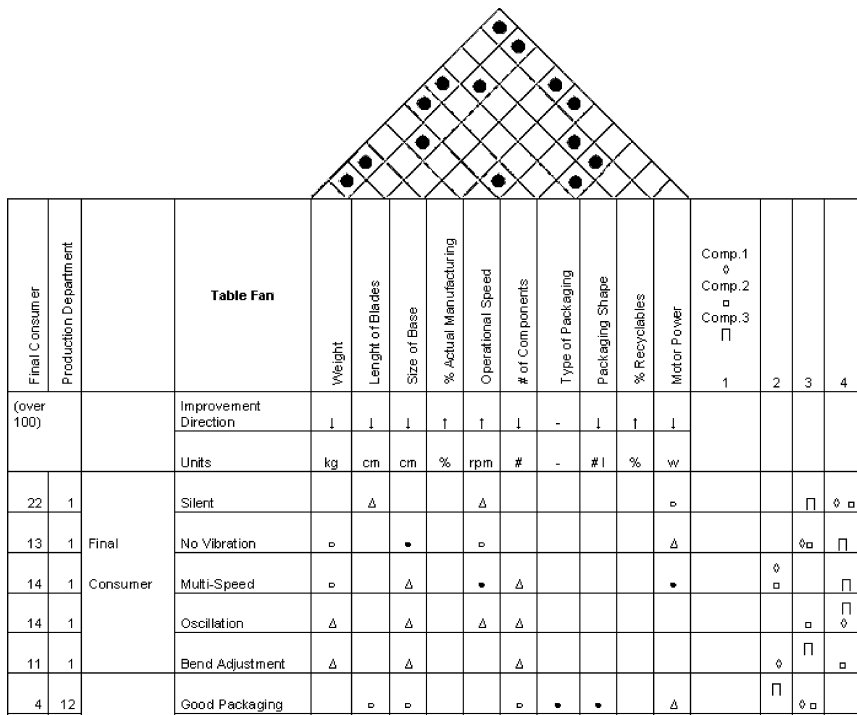 Final Consumer
Production Department
Table Fan
Weight
Lenght of Blades
Size of Base
% Actual Manufacturing
Operational Speed
# of Components
Type of Packaging
Packaging Shape
% Recyclables
Motor Power
Comp.1
◊
Comp.2
□
Comp.3
∏
1 2 3 4
(over
100)
Improvement
Direction ↓ ↓ ↓ ↑ ↑ ↓ - ↓ ↑ ↓
Units kg cm cm % rpm # - # l % w
22 1 Silent Δ Δ □ ∏ ◊ □
13 1 Final No Vibration □ ● □ Δ ◊□ ∏
14 1 Consumer Multi-Speed □ Δ ● Δ ● ◊ □ ∏
14 1 Oscillation Δ Δ Δ Δ □ ∏ ◊
11 1 Bend Adjustment Δ Δ Δ ◊ ∏ □
4 12 Good Packaging □ □ □ ● ● Δ ∏ ◊□